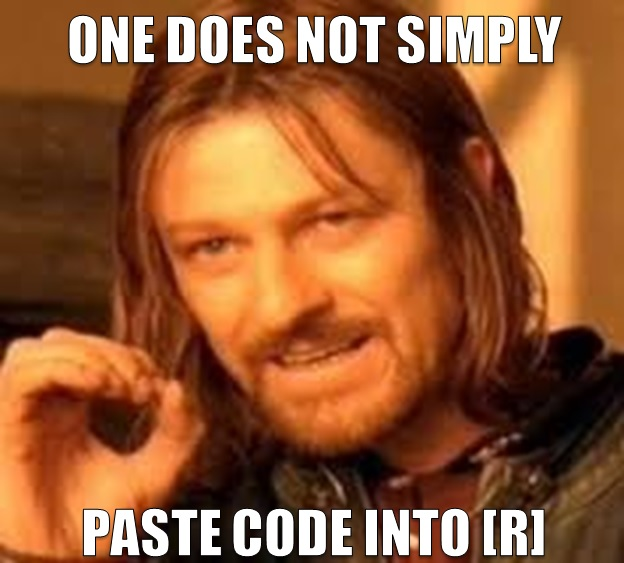 ONE DOES NOT SIMPLY
PASTE CODE INTO [R]